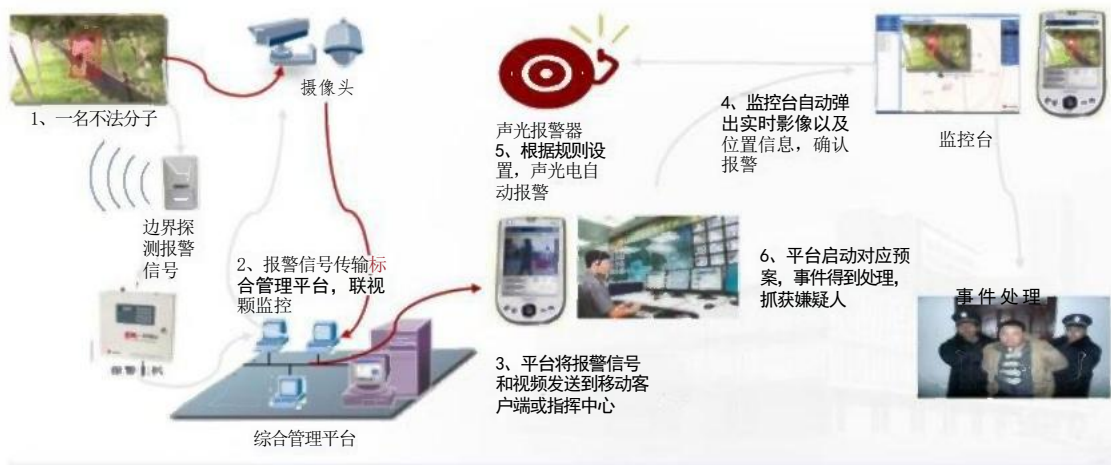 摄像头
1、一名不法分子
边界探
测报警
信号
2、报警信号传输标
合管理平台，联视
颗监控
报警主机
综合管理平台
3、平台将报警信号
和视频发送到移动客
户端或指挥中心
声光报警器
5、根据规则设
置，声光电自
动报警
4、监控台自动弹
出实时影像以及
位置信息，确认
报警
监控台
6、平台启动对应预
案，事件得到处理，
抓获嫌疑人
事件处理